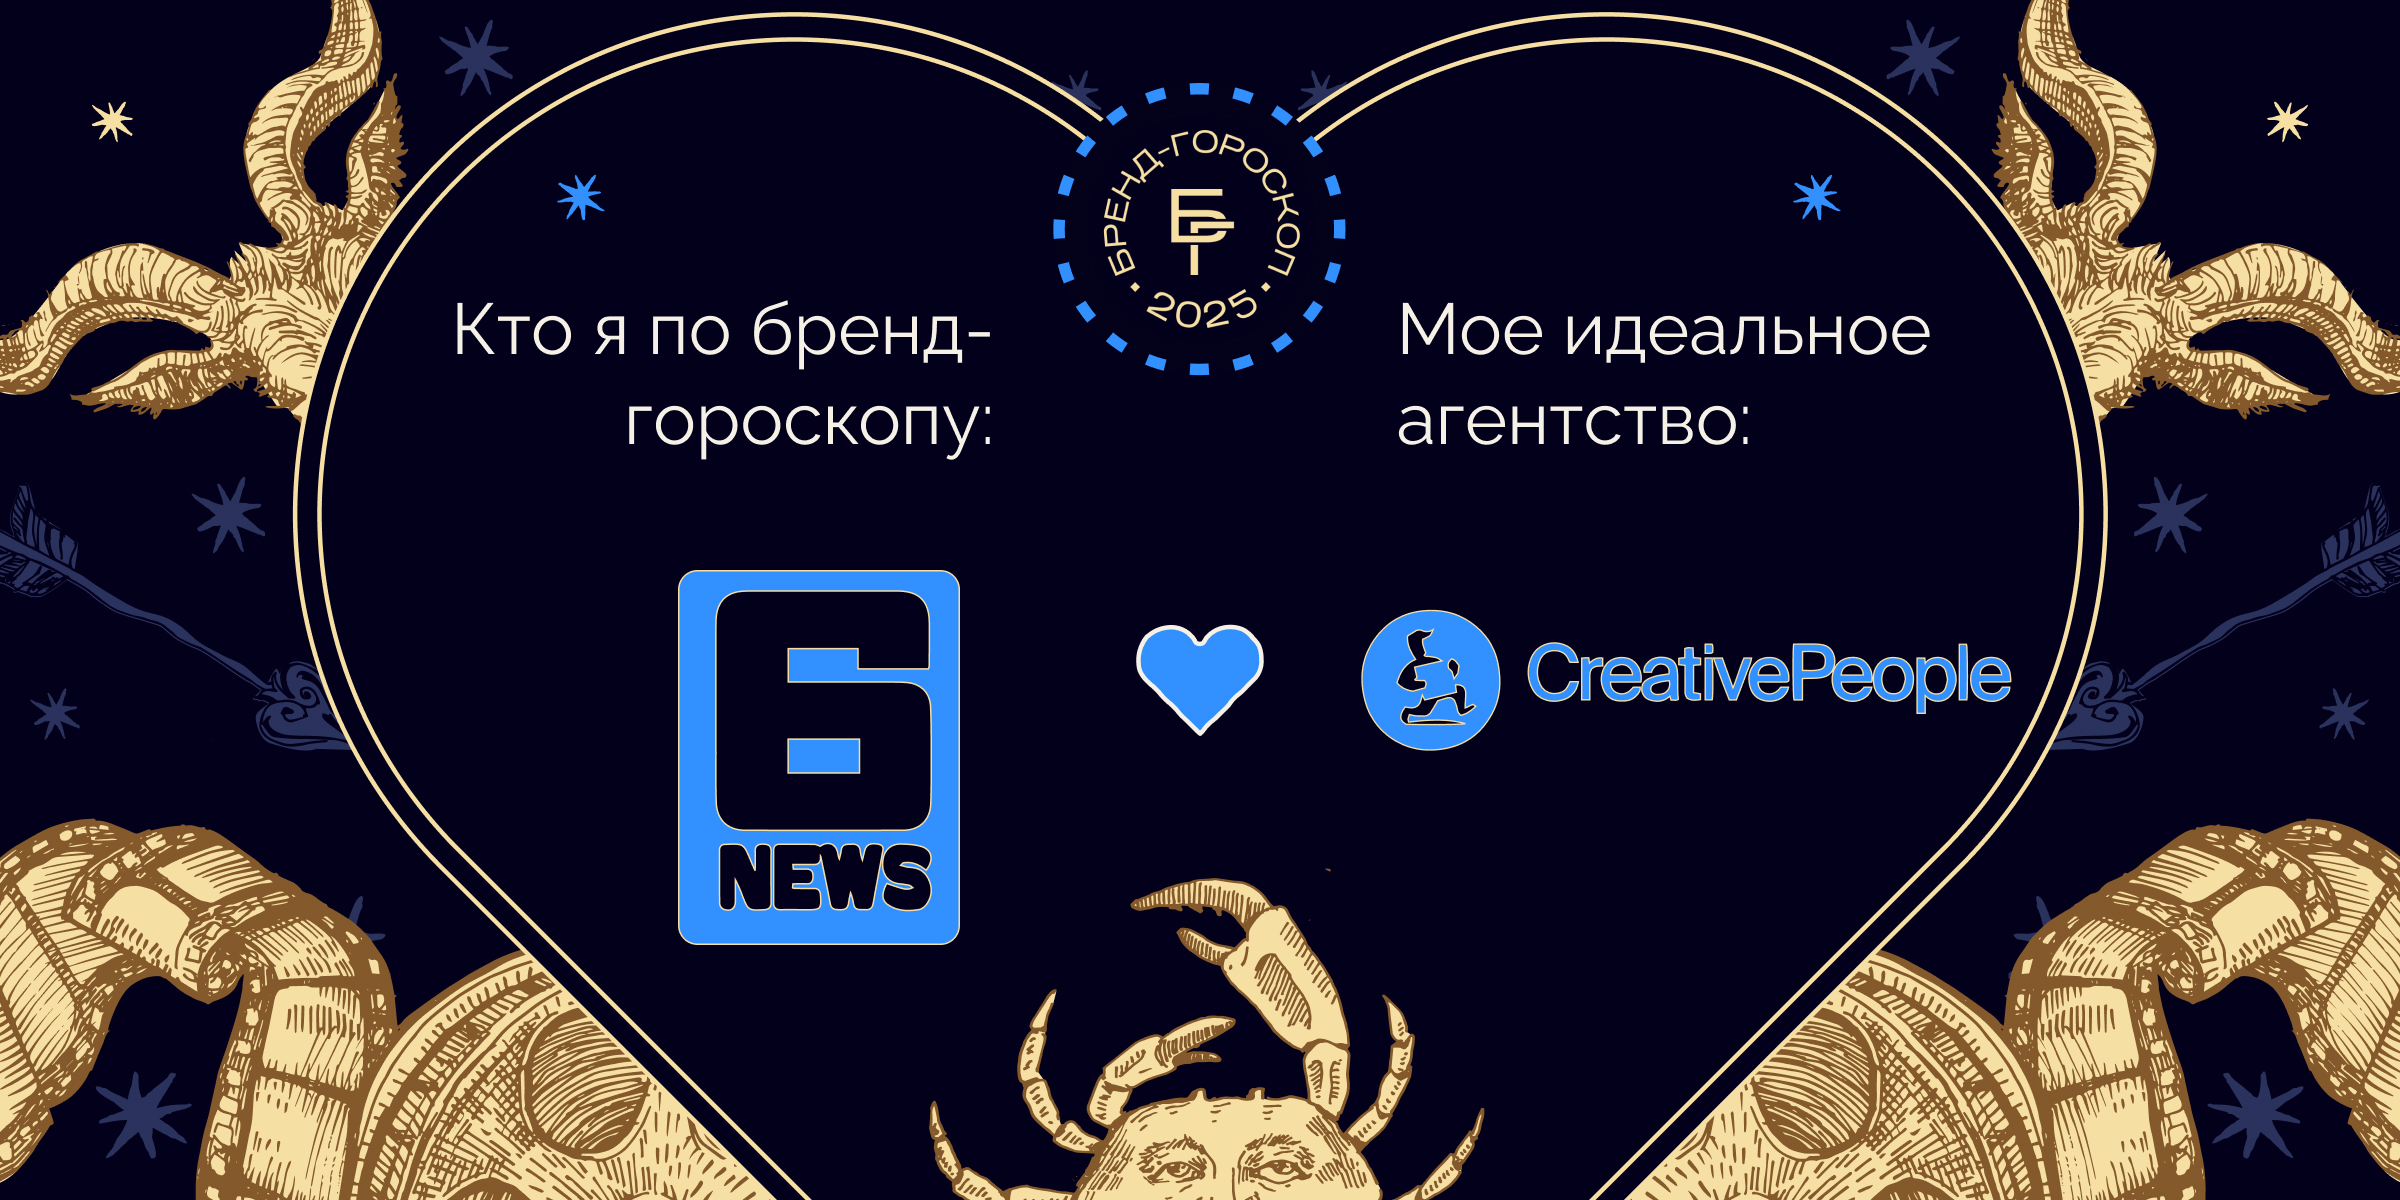 БРЕНД-ГОРОСКОП
БГ
• 2025 •
Кто я по бренд-
гороскопу:
Мое идеальное
агентство:
6
NEWS
CreativePeople